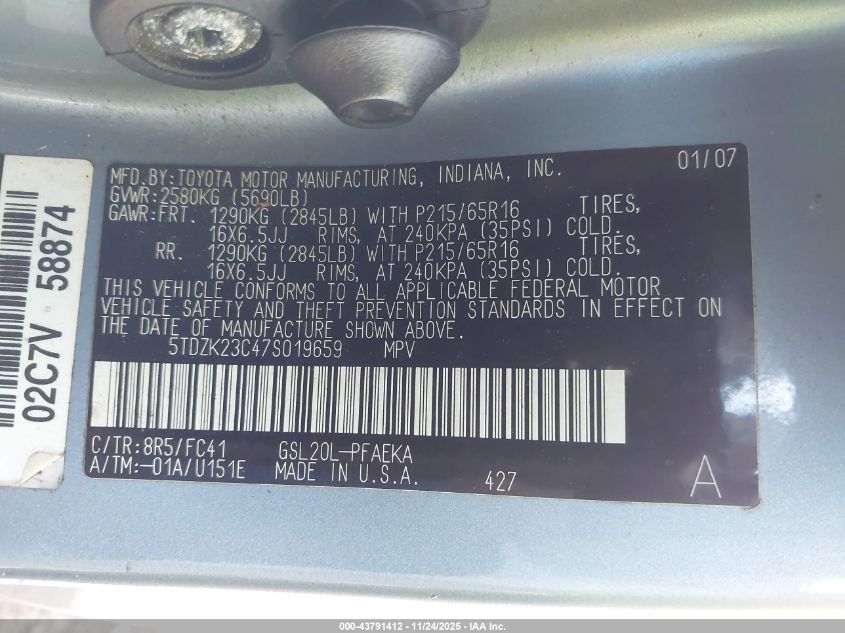 02C7V 58874
MFD.BY:TOYOTA MOTOR MANUFACTURING, INDIANA, INC. 01/07
GVWR:2580KG (5690LB)
GAWR:FRT. 1290KG (2845LB) WITH P215/65R16 TIRES,
16X6.5JJ RIMS, AT 240KPA (35PSI) COLD.
RR. 1290KG (2845LB) WITH P215/65R16 TIRES,
16X6.5JJ RIMS, AT 240KPA (35PSI) COLD.
THIS VEHICLE CONFORMS TO ALL APPLICABLE FEDERAL MOTOR
VEHICLE SAFETY AND THEFT PREVENTION STANDARDS IN EFFECT ON
THE DATE OF MANUFACTURE SHOWN ABOVE.
5TDZK23C47S019659 MPV
C/TR:8R5/FC41 GSL20L-PFAEKA
A/TM:-01A/U151E MADE IN U.S.A. 427 A
000-43791412 - 11/24/2025 - IAA Inc.